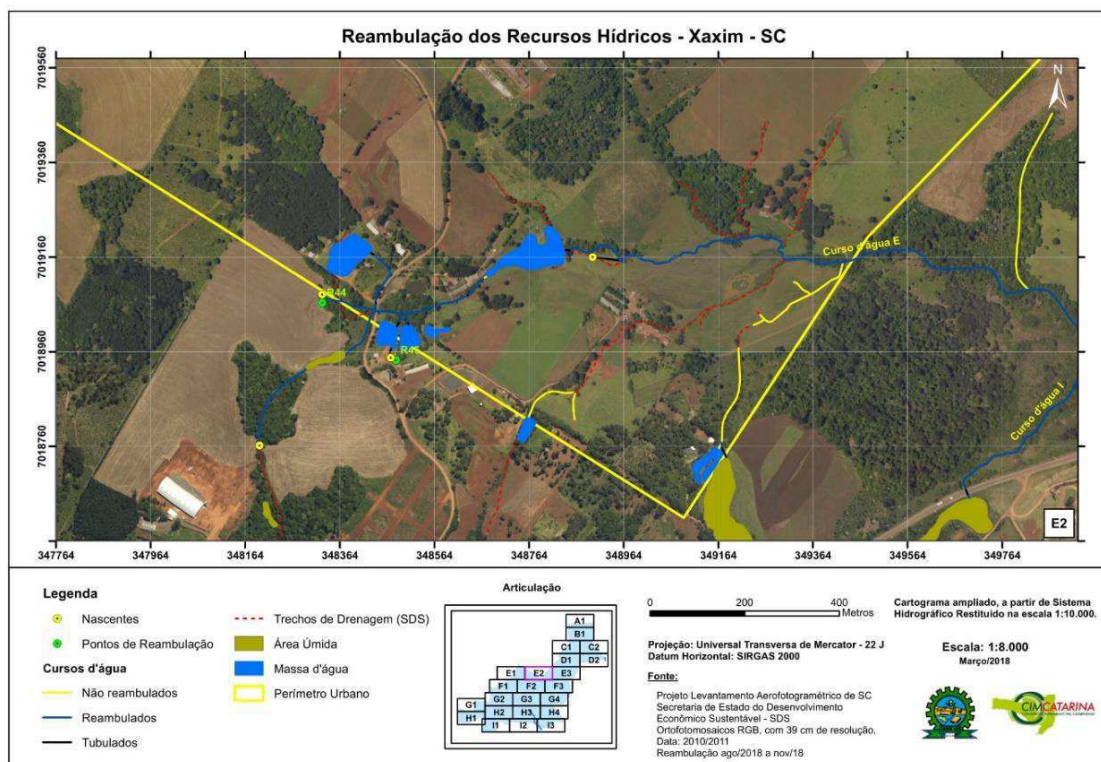 Reambulação dos Recursos Hídricos - Xaxim - SC
7019560
7019360
7019160
7018960
7018760
N
R44
R45
Curso d'água E
Curso d'água I
E2
347764 347964 348164 348364 348564 348764 348964 349164 349364 349564 349764
Legenda
Nascentes
Pontos de Reambulação
Cursos d'água
Não reambulados
Reambulados
Tubulados
Trechos de Drenagem (SDS)
Área Úmida
Massa d'água
Perímetro Urbano
Articulação
A1
B1
C1 C2
D1 D2
E1 E2 E3
F1 F2 F3
G1 G2 G3 G4
H1 H2 H3 H4
I1 I2 I3
0 200 400
Metros
Projeção: Universal Transversa de Mercator - 22 J
Datum Horizontal: SIRGAS 2000
Fonte:
Projeto Levantamento Aerofotogramétrico de SC
Secretaria de Estado do Desenvolvimento
Econômico Sustentável - SDS
Ortofotomosaicos RGB, com 39 cm de resolução,
Data: 2010/2011
Reambulação ago/2018 a nov/18
Cartograma ampliado, a partir de Sistema
Hidrográfico Restituido na escala 1:10.000.
Escala: 1:8.000
Março/2018
CIMCATARINA